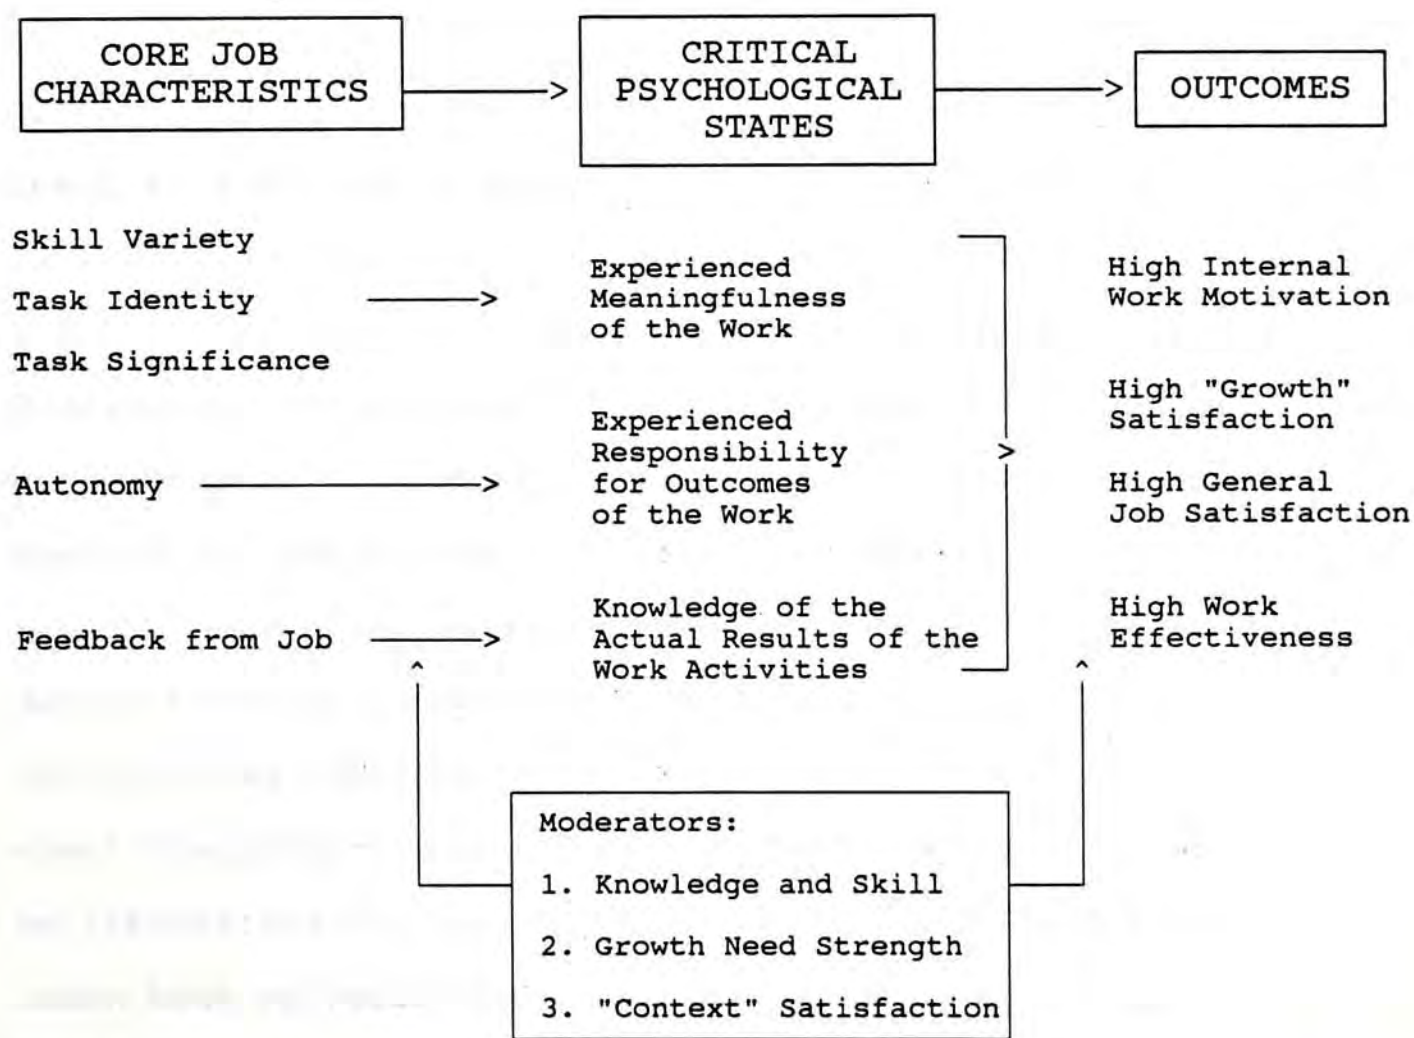 CORE JOB
CHARACTERISTICS
CRITICAL
PSYCHOLOGICAL
STATES
OUTCOMES
Skill Variety
Task Identity
Task Significance
Experienced
Meaningfulness
of the Work
High Internal
Work Motivation
High "Growth"
Satisfaction
Autonomy
Experienced
Responsibility
for Outcomes
of the Work
High General
Job Satisfaction
Feedback from Job
Knowledge of the
Actual Results of the
Work Activities
High Work
Effectiveness
Moderators:
1. Knowledge and Skill
2. Growth Need Strength
3. "Context" Satisfaction